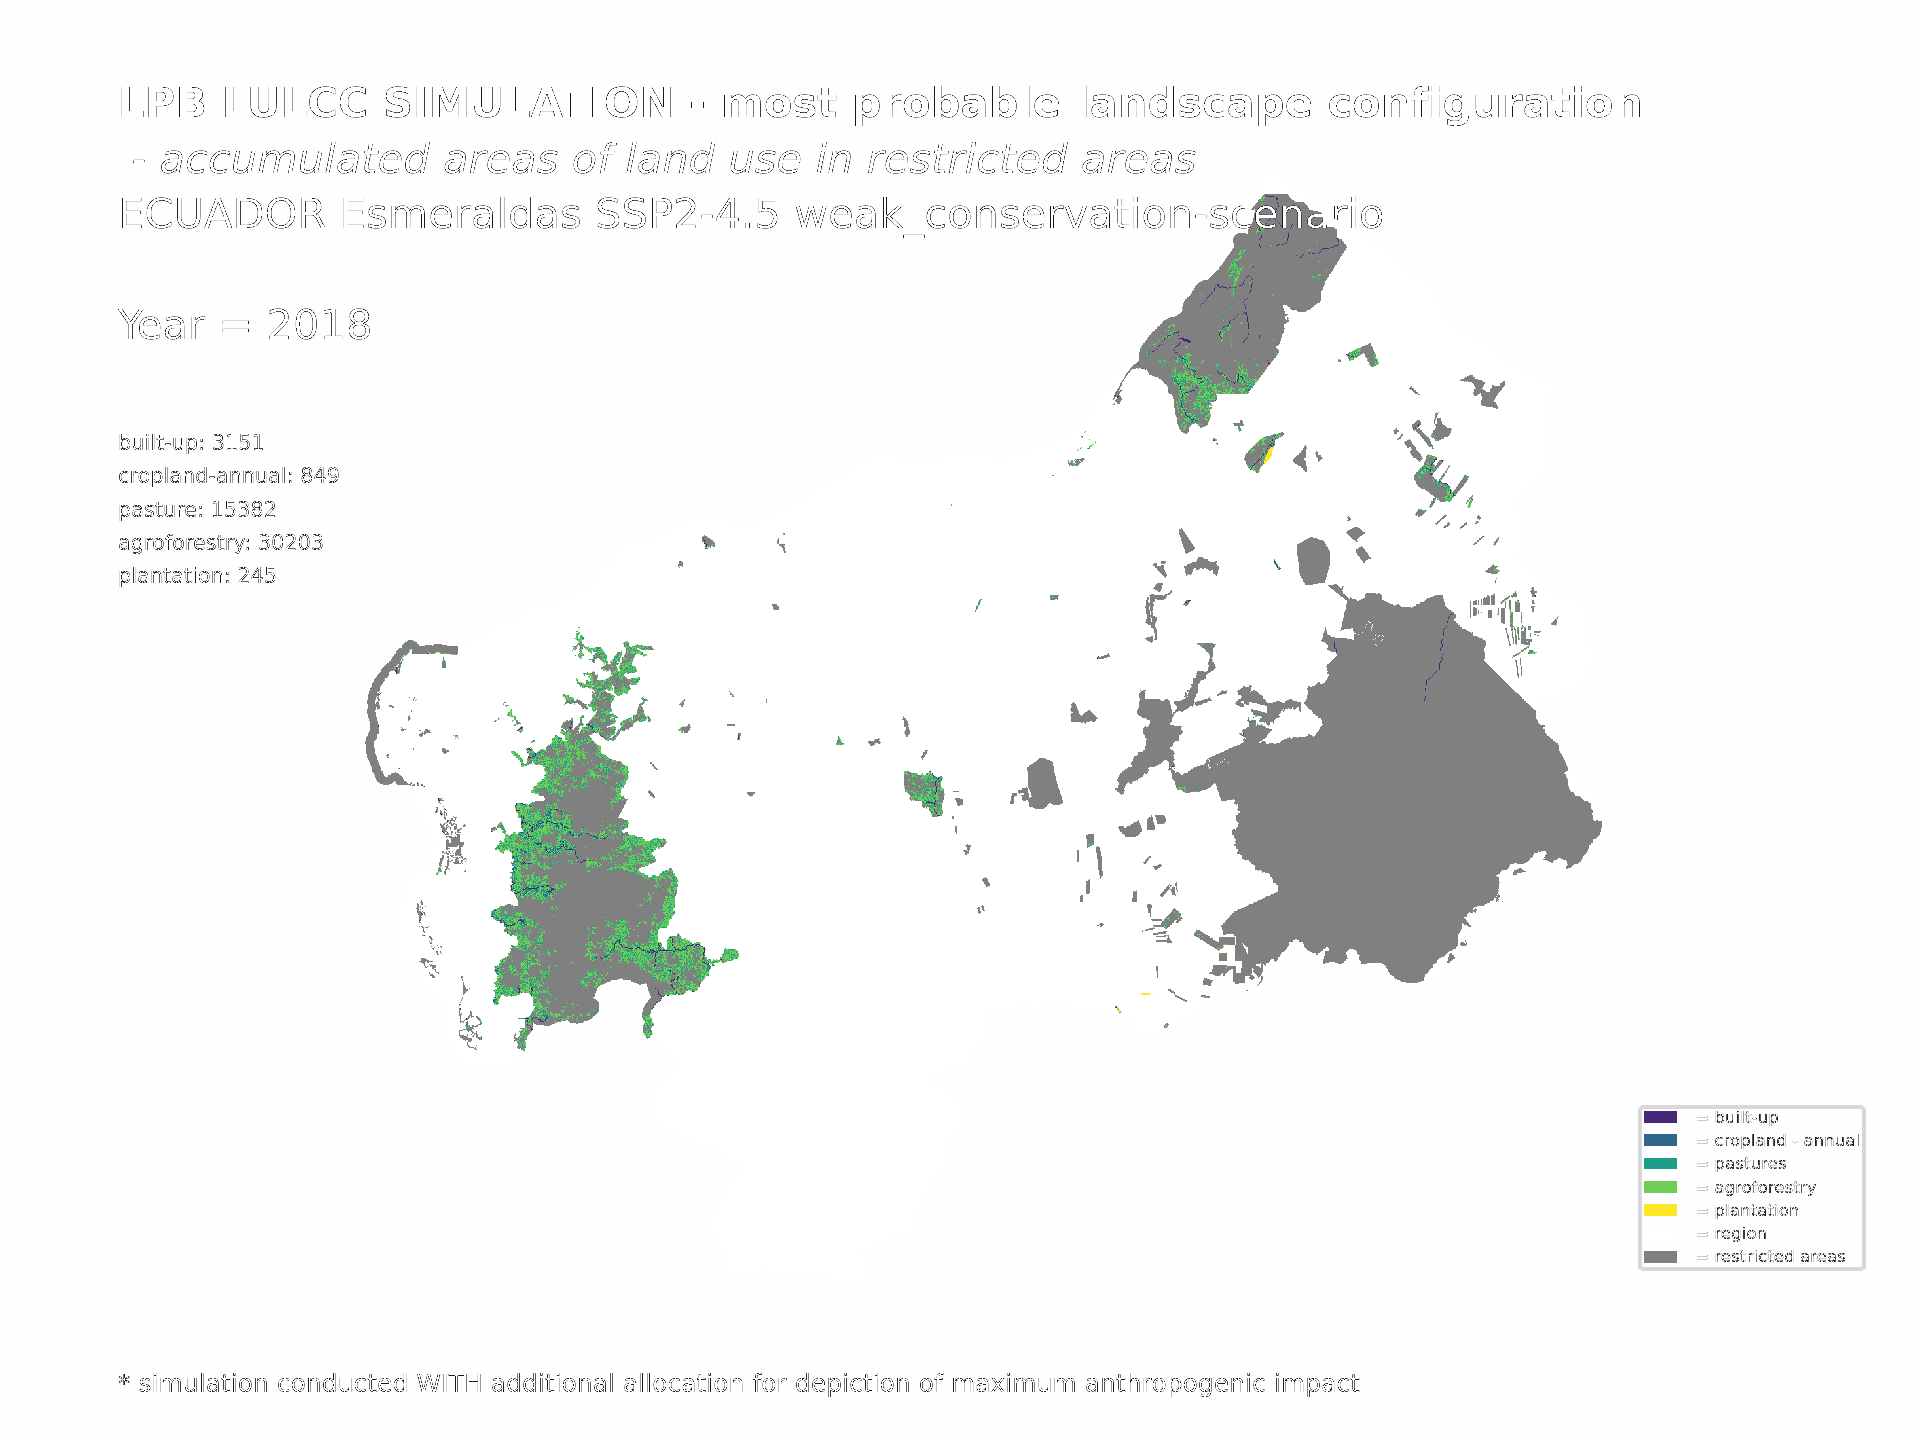 LPB LULCC SIMULATION - most probable landscape configuration
- accumulated areas of land use in restricted areas
ECUADOR Esmeraldas SSP2-4.5 weak_conservation-scenario
Year = 2018
built-up: 3151
cropland-annual: 849
pasture: 15382
agroforestry: 30203
plantation: 245
= built-up
= cropland - annual
= pastures
= agroforestry
= plantation
= region
= restricted areas
* simulation conducted WITH additional allocation for depiction of maximum anthropogenic impact